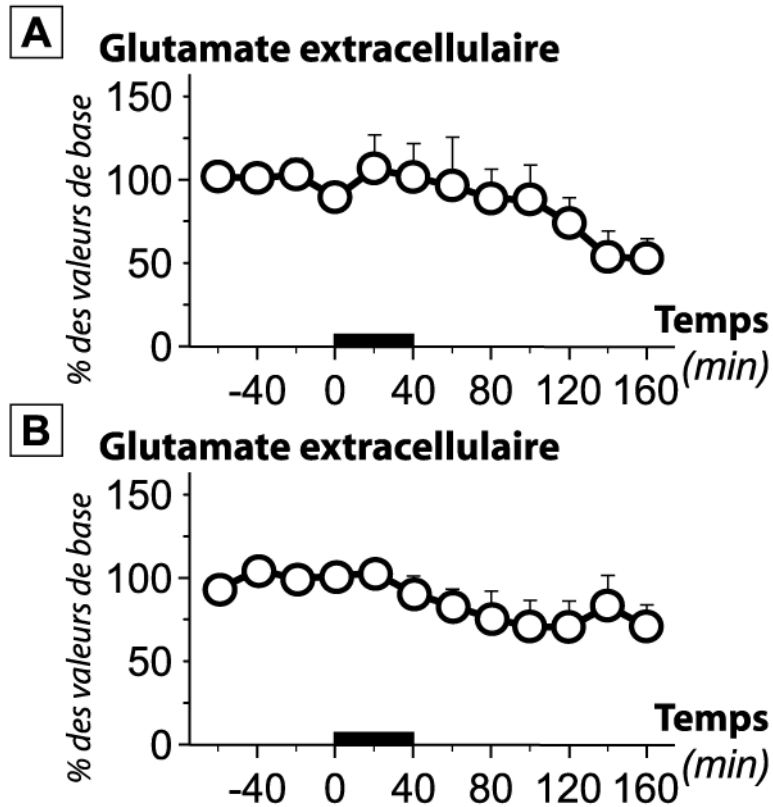 A
Glutamate extracellulaire
% des valeurs de base
150
100
50
0
Temps
(min)
-40 0 40 80 120 160
B
Glutamate extracellulaire
% des valeurs de base
150
100
50
0
Temps
(min)
-40 0 40 80 120 160